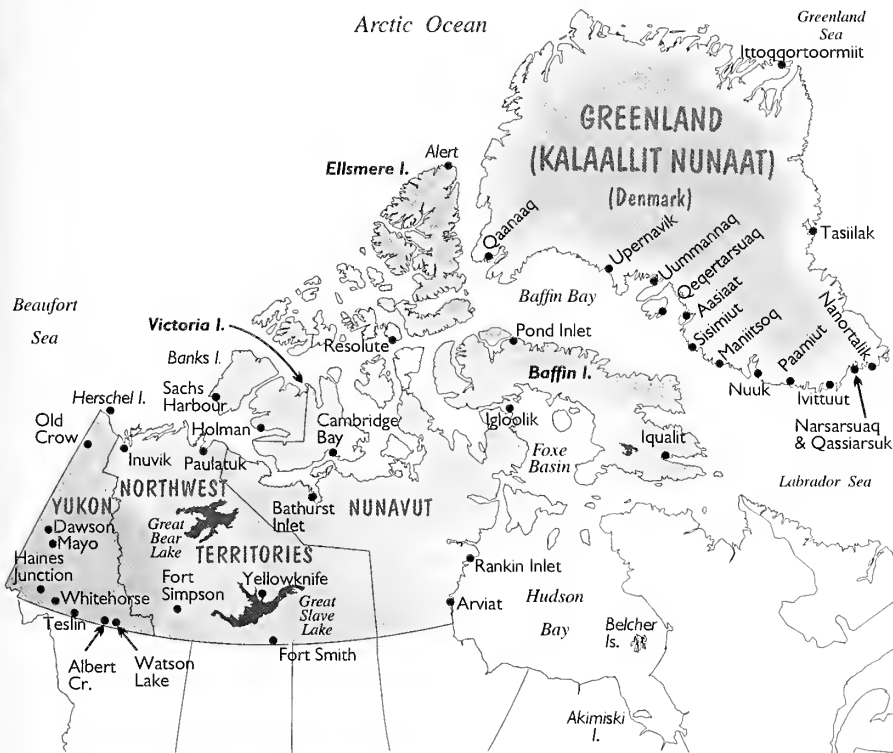 Arctic Ocean
Greenland
Sea
Ittoqqortoormiit
GREENLAND
(KALAALLIT NUNAAT)
(Denmark)
Ellsmere I.
Alert
Qaanaaq
Upernavik
Uummannaq
Qeqertarsuaq
Aasiaat
Sisimiut
Maniitsoq
Nuuk
Paamiut
Ivittuut
Nanortalik
Tasiilak
Narsarsuaq
& Qassiarsuk
Labrador Sea
Baffin Bay
Beaufort
Sea
Victoria I.
Banks I.
Resolute
Pond Inlet
Baffin I.
Sachs
Harbour
Herschel I.
Old
Crow
Holman
Cambridge
Bay
Igloolik
Foxe
Basin
Iqualit
Inuvik
Paulatuk
NORTHWEST
TERRITORIES
YUKON
Bathurst
Inlet
NUNAVUT
Great
Bear
Lake
Dawson
Mayo
Haines
Junction
Whitehorse
Teslin
Fort
Simpson
Yellowknife
Great
Slave
Lake
Rankin Inlet
Arviat
Hudson
Bay
Belcher
Is.
Albert
Cr.
Watson
Lake
Fort Smith
Akimiski
I.